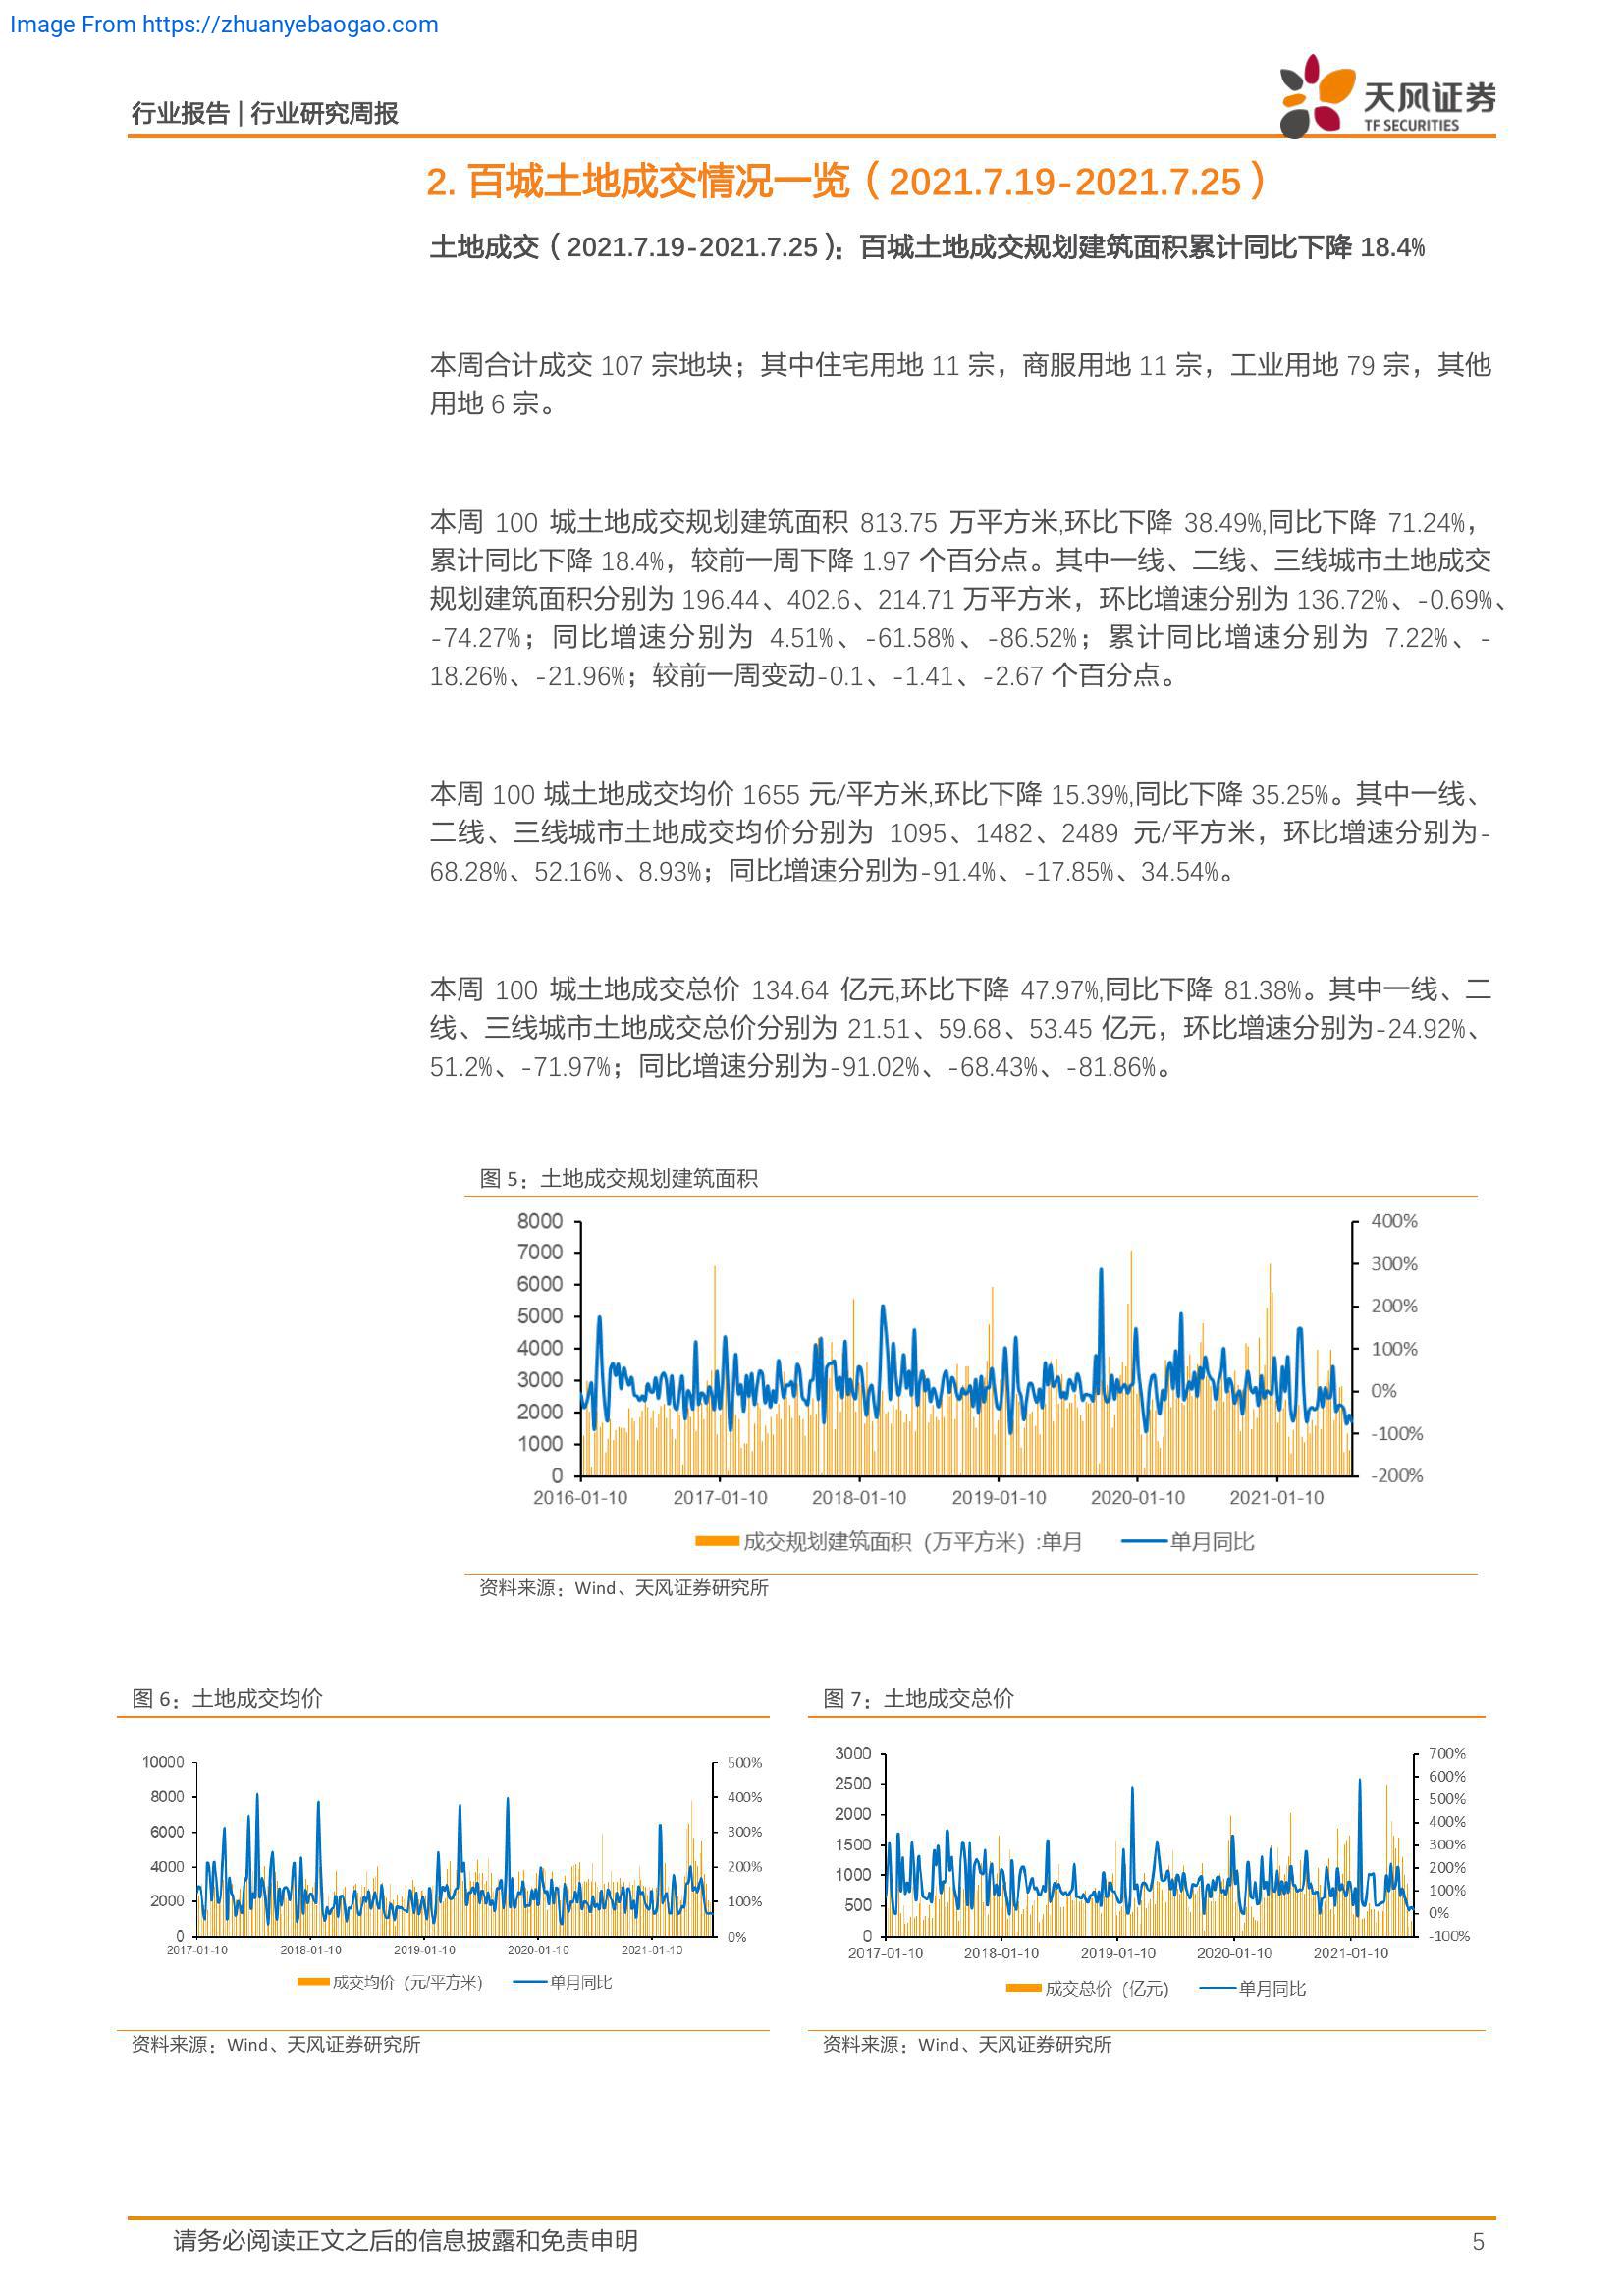 Image From https://zhuanyebaogao.com
行业报告 | 行业研究周报
天风证券
TF SECURITIES
2. 百城土地成交情况一览（2021.7.19-2021.7.25）
土地成交（2021.7.19-2021.7.25）：百城土地成交规划建筑面积累计同比下降 18.4%
本周合计成交 107 宗地块；其中住宅用地 11 宗，商服用地 11 宗，工业用地 79 宗，其他
用地 6 宗。
本周 100 城土地成交规划建筑面积 813.75 万平方米,环比下降 38.49%,同比下降 71.24%，
累计同比下降 18.4%，较前一周下降 1.97 个百分点。其中一线、二线、三线城市土地成交
规划建筑面积分别为 196.44、402.6、214.71 万平方米，环比增速分别为 136.72%、-0.69%、
-74.27%；同比增速分别为 4.51%、-61.58%、-86.52%；累计同比增速分别为 7.22%、-
18.26%、-21.96%；较前一周变动-0.1、-1.41、-2.67 个百分点。
本周 100 城土地成交均价 1655 元/平方米,环比下降 15.39%,同比下降 35.25%。其中一线、
二线、三线城市土地成交均价分别为 1095、1482、2489 元/平方米，环比增速分别为-
68.28%、52.16%、8.93%；同比增速分别为-91.4%、-17.85%、34.54%。
本周 100 城土地成交总价 134.64 亿元,环比下降 47.97%,同比下降 81.38%。其中一线、二
线、三线城市土地成交总价分别为 21.51、59.68、53.45 亿元，环比增速分别为-24.92%、
51.2%、-71.97%；同比增速分别为-91.02%、-68.43%、-81.86%。
图 5：土地成交规划建筑面积
8000 400%
7000
6000 300%
5000 200%
4000 100%
3000 0%
2000
1000 -100%
0 -200%
2016-01-10 2017-01-10 2018-01-10 2019-01-10 2020-01-10 2021-01-10
成交规划建筑面积（万平方米）:单月 单月同比
资料来源：Wind、天风证券研究所
图 6：土地成交均价
10000 500%
8000 400%
6000 300%
4000 200%
2000 100%
0 0%
2017-01-10 2018-01-10 2019-01-10 2020-01-10 2021-01-10
成交均价（元/平方米） 单月同比
资料来源：Wind、天风证券研究所
图 7：土地成交总价
3000 700%
2500 600%
500%
2000 400%
1500 300%
1000 200%
100%
500 0%
0 -100%
2017-01-10 2018-01-10 2019-01-10 2020-01-10 2021-01-10
成交总价（亿元) 单月同比
资料来源：Wind、天风证券研究所
请务必阅读正文之后的信息披露和免责申明 5